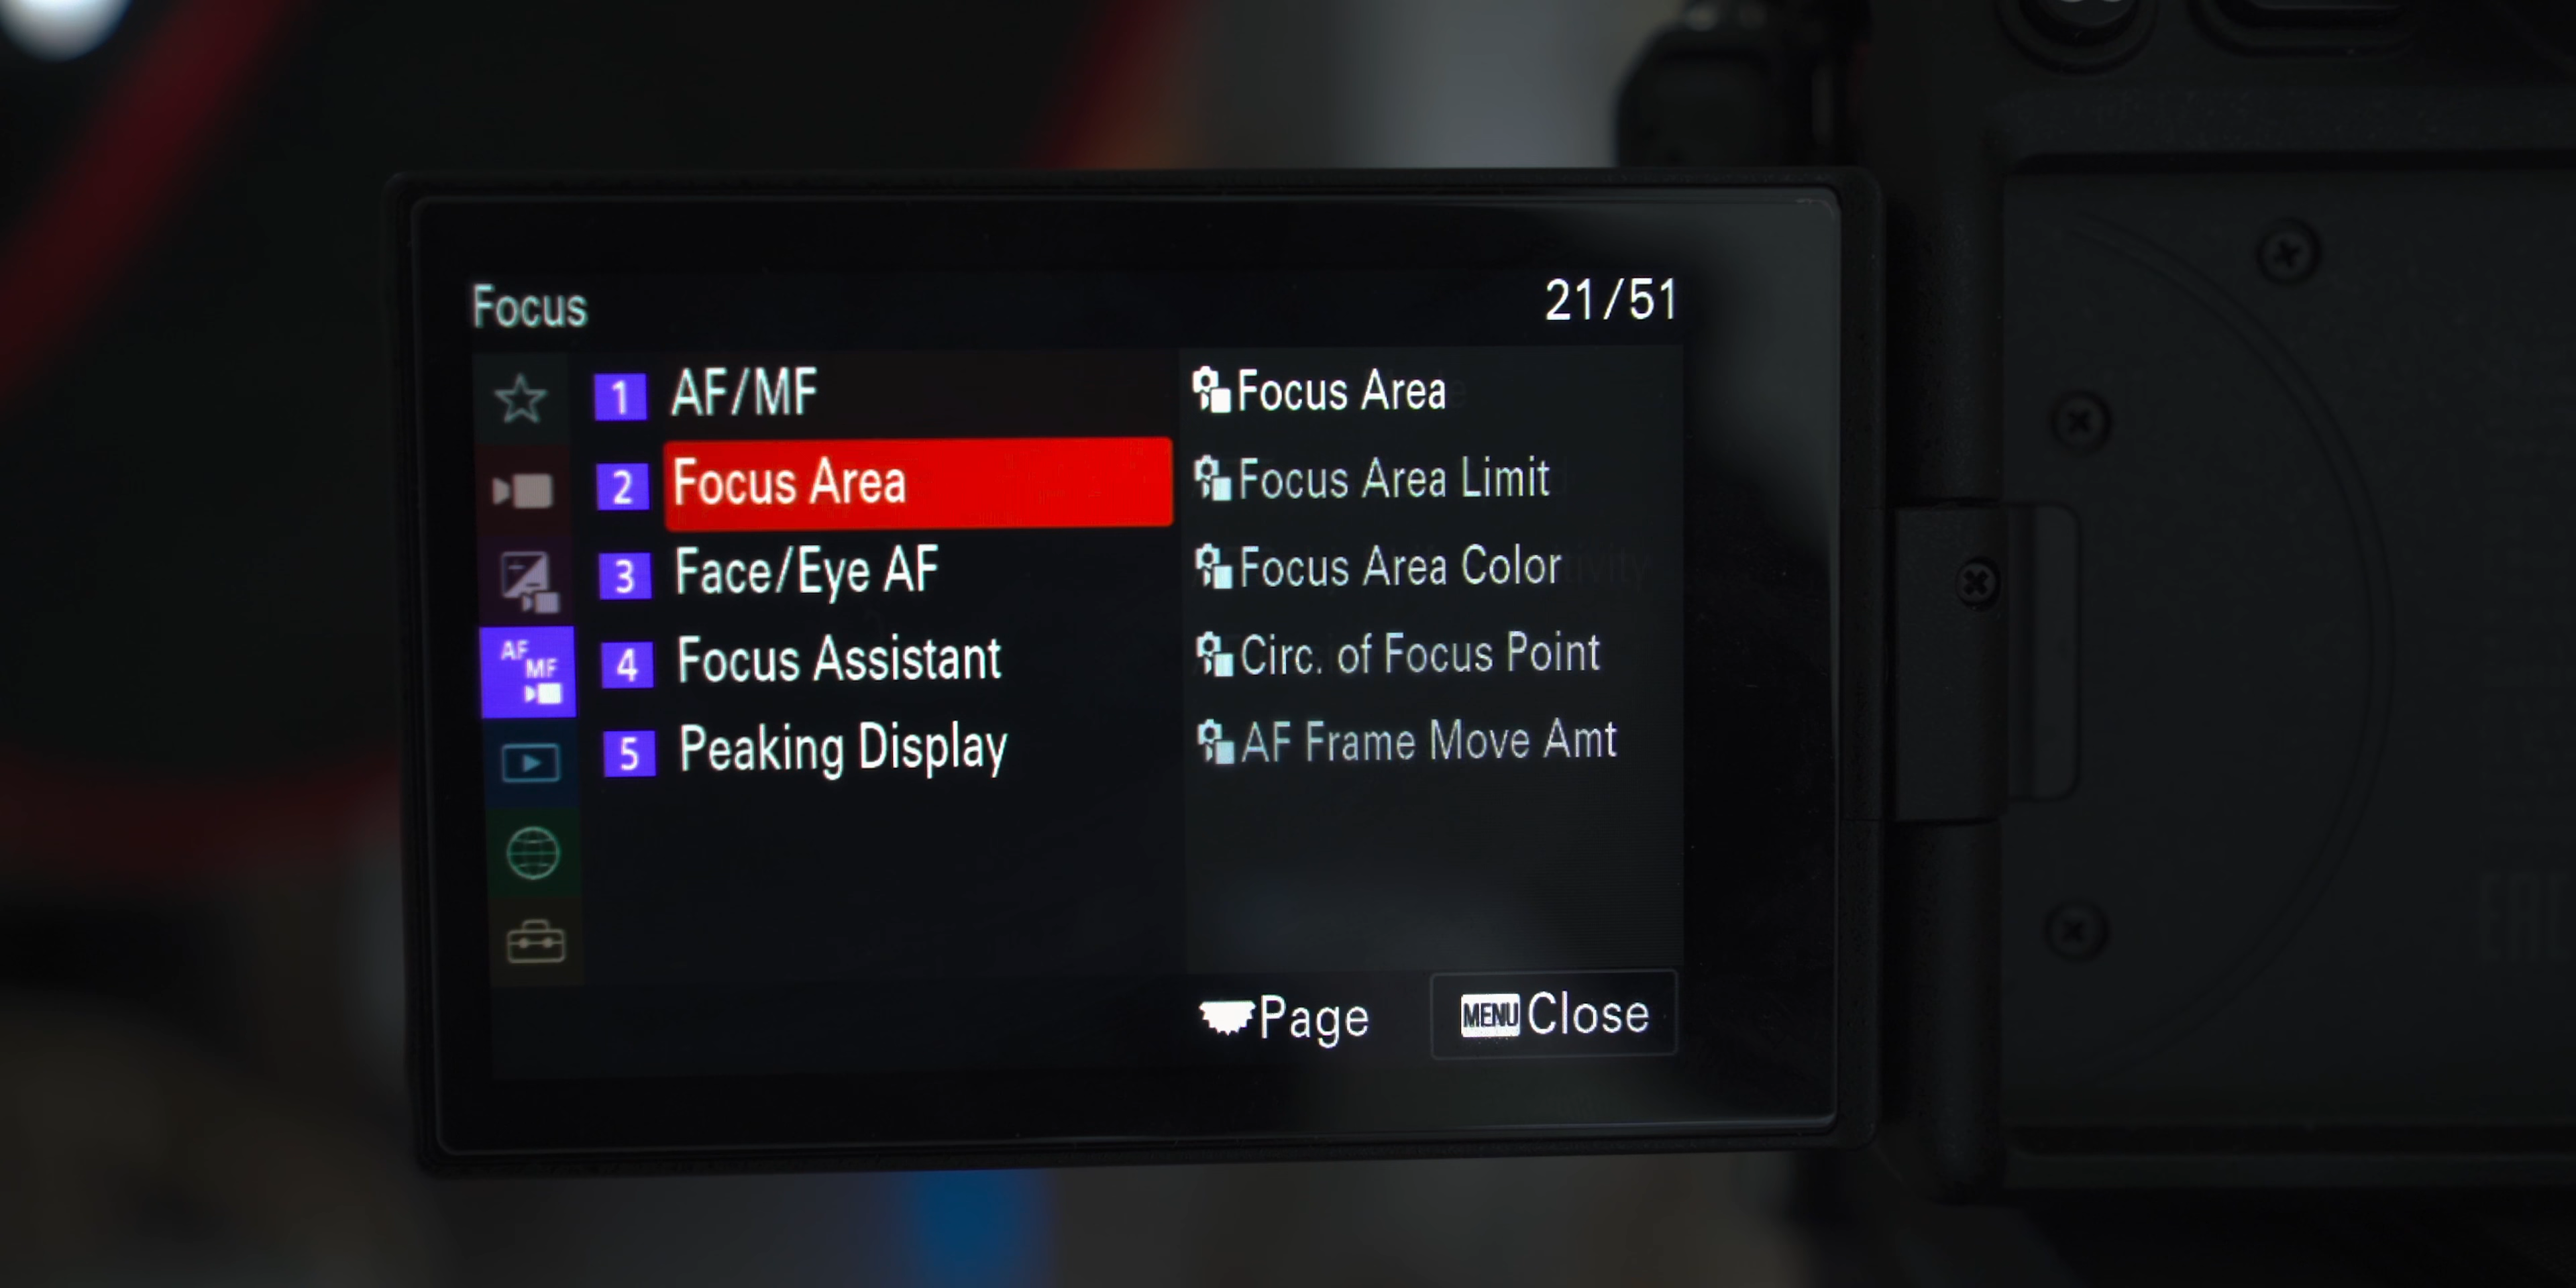 Focus
21/51
1 AF/MF
2 Focus Area
3 Face/Eye AF
4 Focus Assistant
5 Peaking Display
AF
MF
Focus Area
Focus Area Limit
Focus Area Color
Circ. of Focus Point
AF Frame Move Amt
Page
MENU Close